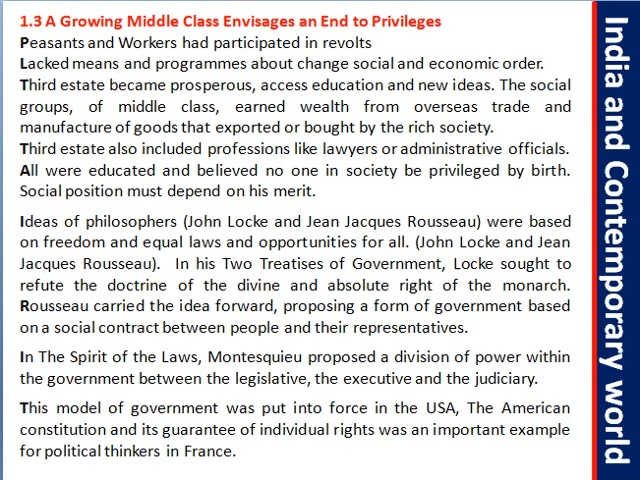 1.3 A Growing Middle Class Envisages an End to Privileges
Peasants and Workers had participated in revolts
Lacked means and programmes about change social and economic order.
Third estate became prosperous, access education and new ideas. The social
groups, of middle class, earned wealth from overseas trade and
manufacture of goods that exported or bought by the rich society.
Third estate also included professions like lawyers or administrative officials.
All were educated and believed no one in society be privileged by birth.
Social position must depend on his merit.
Ideas of philosophers (John Locke and Jean Jacques Rousseau) were based
on freedom and equal laws and opportunities for all. (John Locke and Jean
Jacques Rousseau). In his Two Treatises of Government, Locke sought to
refute the doctrine of the divine and absolute right of the monarch.
Rousseau carried the idea forward, proposing a form of government based
on a social contract between people and their representatives.
In The Spirit of the Laws, Montesquieu proposed a division of power within
the government between the legislative, the executive and the judiciary.
This model of government was put into force in the USA, The American
constitution and its guarantee of individual rights was an important example
for political thinkers in France.
India and Contemporary world